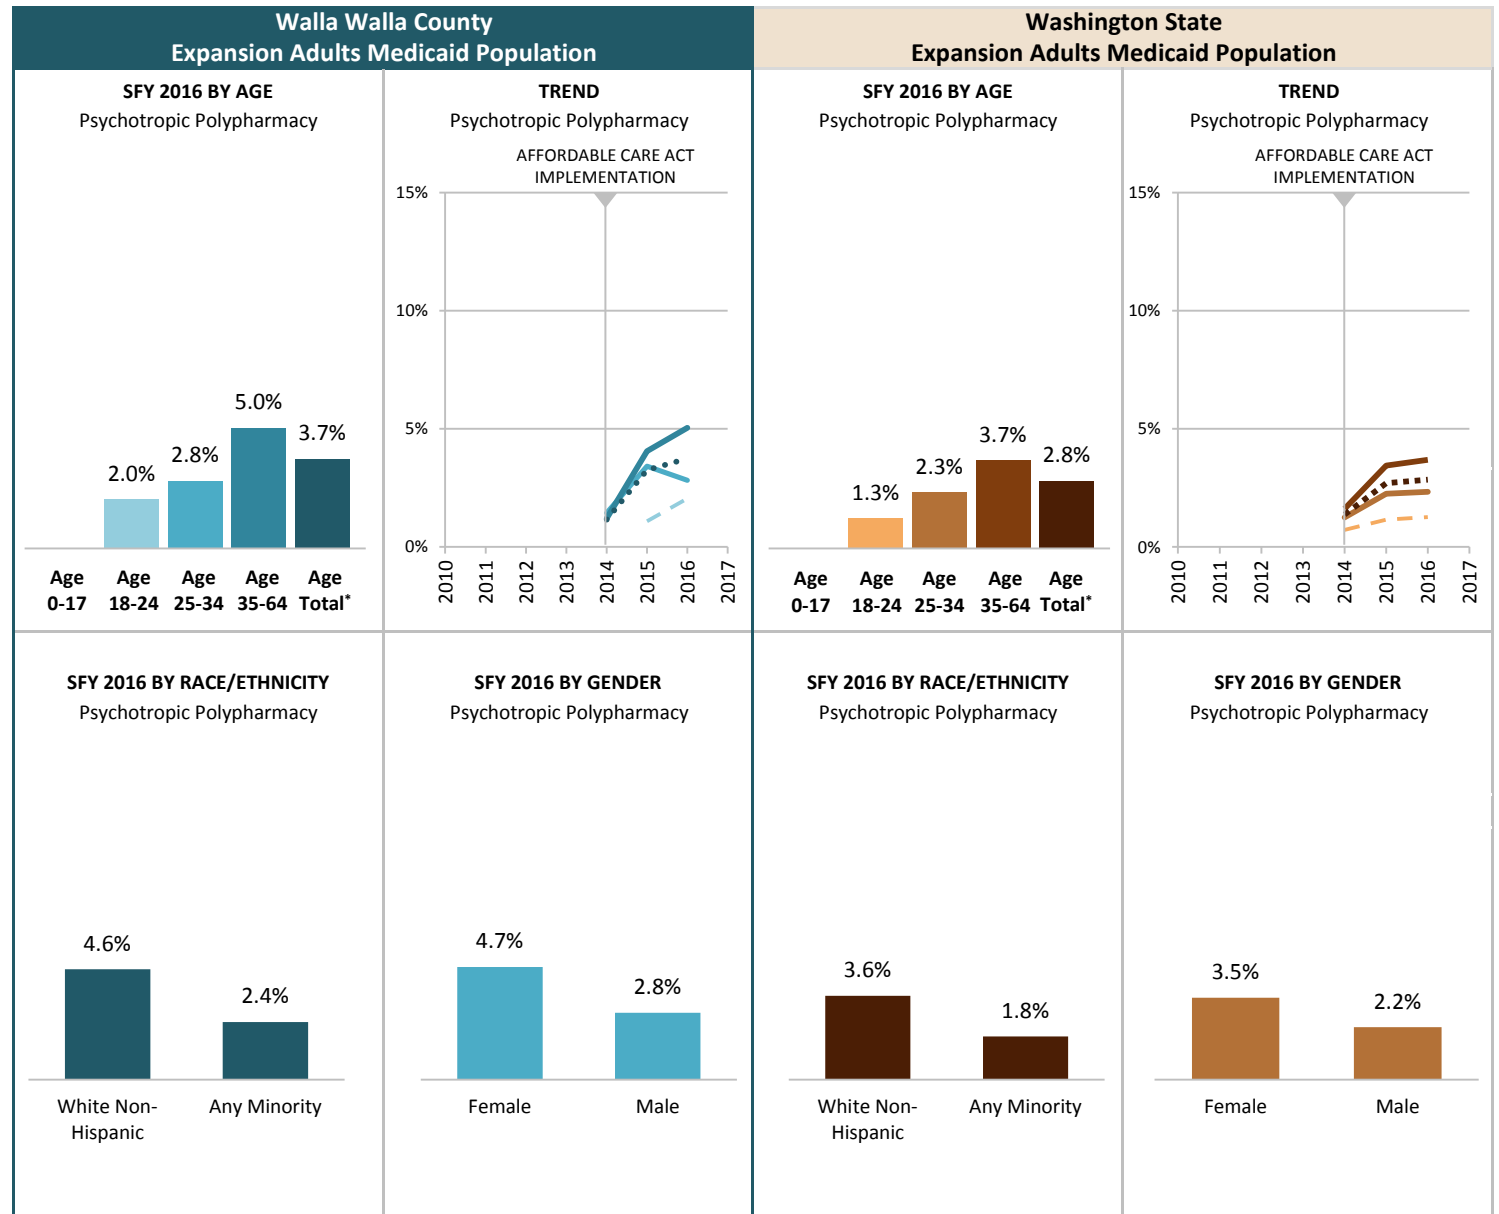 Walla Walla County
Expansion Adults Medicaid Population
Washington State
Expansion Adults Medicaid Population
SFY 2016 BY AGE
Psychotropic Polypharmacy
5.0%
3.7%
2.8%
2.0%
Age 0-17
Age 18-24
Age 25-34
Age 35-64
Age Total*
TREND
Psychotropic Polypharmacy
AFFORDABLE CARE ACT
IMPLEMENTATION
15%
10%
5%
0%
2010
2011
2012
2013
2014
2015
2016
2017
SFY 2016 BY AGE
Psychotropic Polypharmacy
3.7%
2.8%
2.3%
1.3%
Age 0-17
Age 18-24
Age 25-34
Age 35-64
Age Total*
TREND
Psychotropic Polypharmacy
AFFORDABLE CARE ACT
IMPLEMENTATION
15%
10%
5%
0%
2010
2011
2012
2013
2014
2015
2016
2017
SFY 2016 BY RACE/ETHNICITY
Psychotropic Polypharmacy
4.6%
2.4%
White Non-
Hispanic
Any Minority
SFY 2016 BY GENDER
Psychotropic Polypharmacy
4.7%
2.8%
Female
Male
SFY 2016 BY RACE/ETHNICITY
Psychotropic Polypharmacy
3.6%
1.8%
White Non-
Hispanic
Any Minority
SFY 2016 BY GENDER
Psychotropic Polypharmacy
3.5%
2.2%
Female
Male